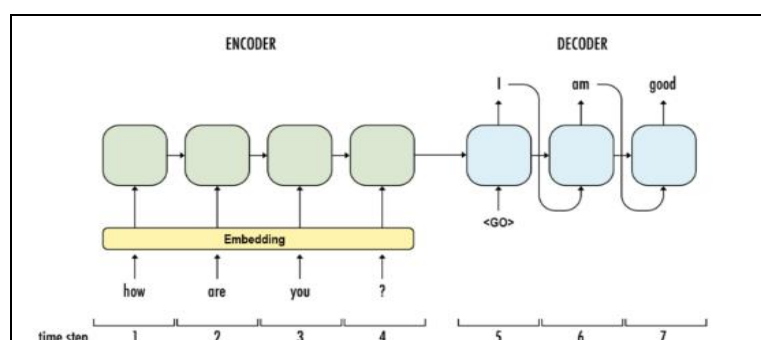 ENCODER DECODER
I am good
<GO>
Embedding
how are you ?
time step 1 2 3 4 5 6 7